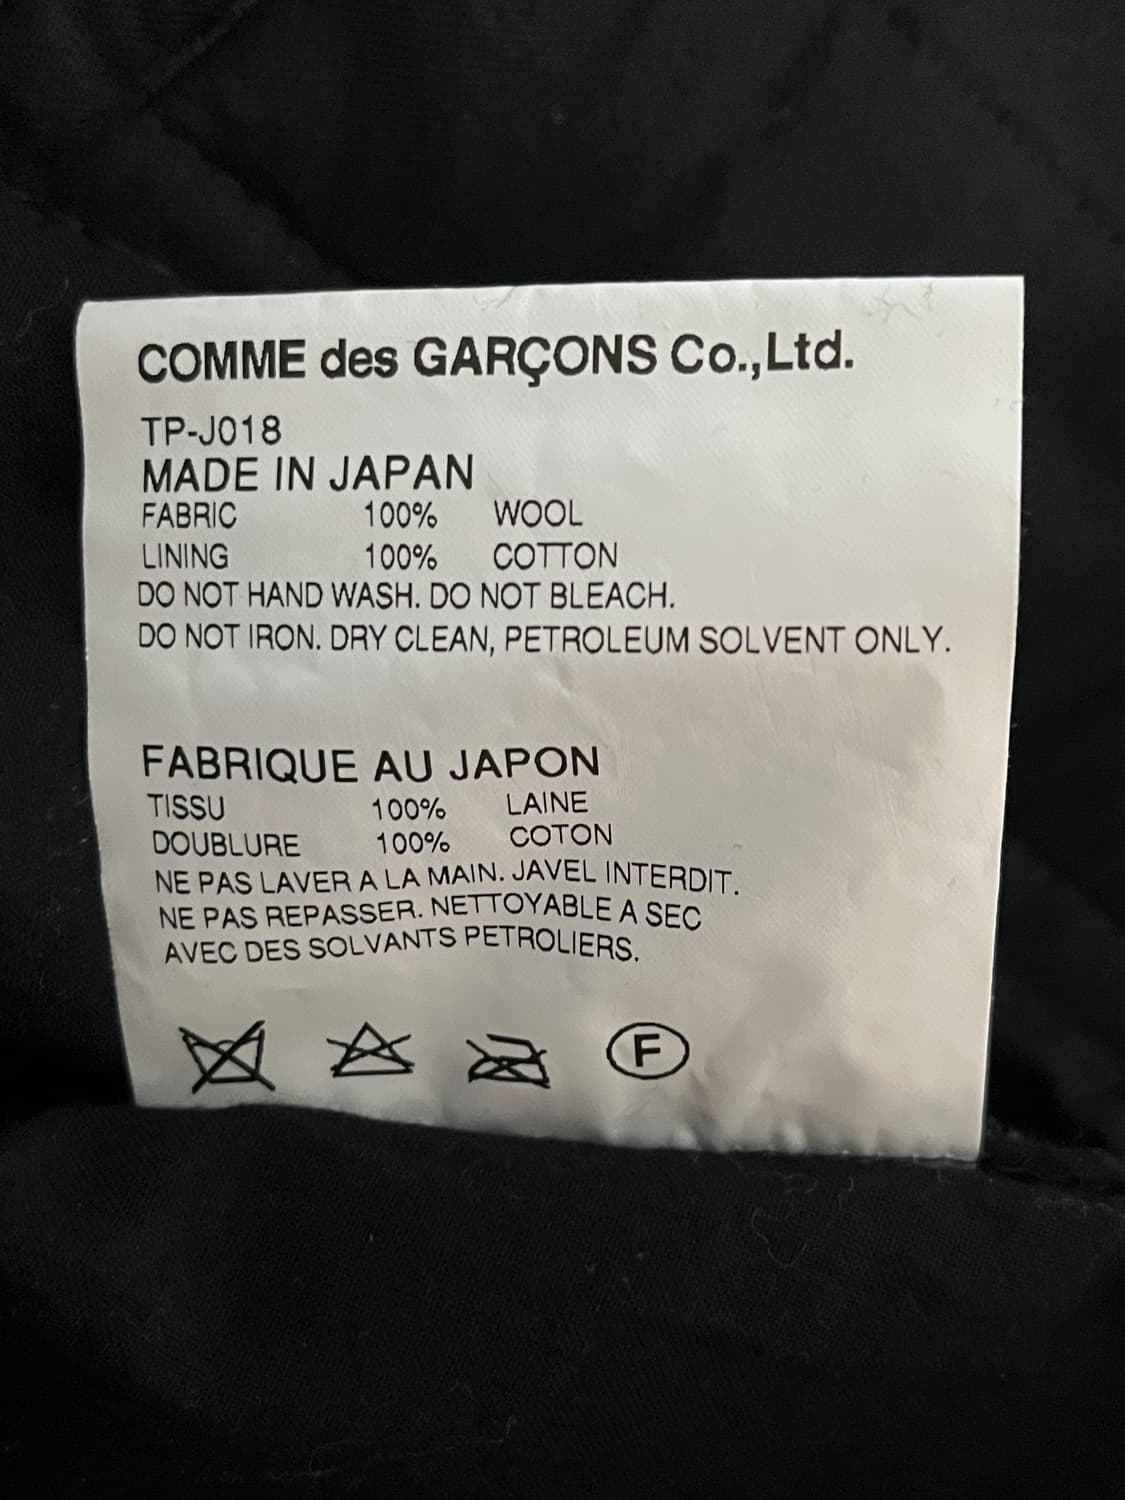 COMME des GARÇONS Co.,Ltd.
TP-J018
MADE IN JAPAN
FABRIC 100% WOOL
LINING 100% COTTON
DO NOT HAND WASH. DO NOT BLEACH.
DO NOT IRON. DRY CLEAN, PETROLEUM SOLVENT ONLY.
FABRIQUE AU JAPON
TISSU 100% LAINE
DOUBLURE 100% COTON
NE PAS LAVER A LA MAIN. JAVEL INTERDIT.
NE PAS REPASSER. NETTOYABLE A SEC
AVEC DES SOLVANTS PETROLIERS.
F